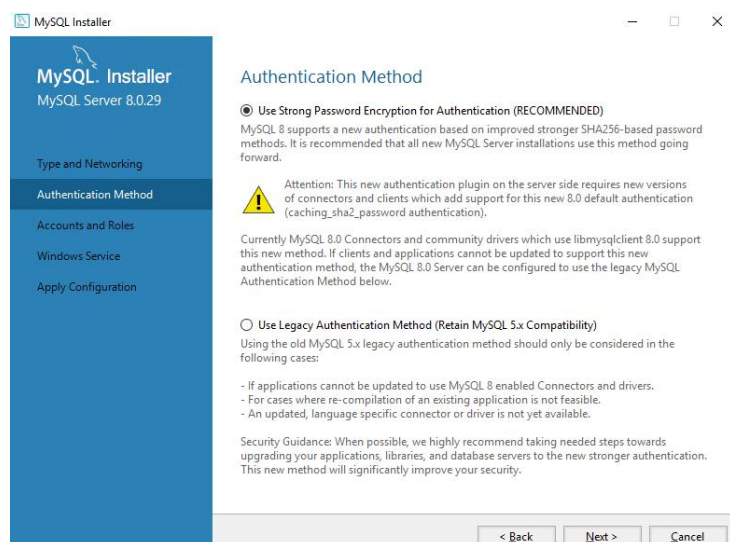 MySQL Installer
MySQL. Installer
MySQL Server 8.0.29
Type and Networking
Authentication Method
Accounts and Roles
Windows Service
Apply Configuration
Authentication Method
Use Strong Password Encryption for Authentication (RECOMMENDED)
MySQL 8 supports a new authentication based on improved stronger SHA256-based password
methods. It is recommended that all new MySQL Server installations use this method going
forward.
Attention: This new authentication plugin on the server side requires new versions
of connectors and clients which add support for this new 8.0 default authentication
(caching_sha2_password authentication).
Currently MySQL 8.0 Connectors and community drivers which use libmysqlclient 8.0 support
this new method. If clients and applications cannot be updated to support this new
authentication method, the MySQL 8.0 Server can be configured to use the legacy MySQL
Authentication Method below.
Use Legacy Authentication Method (Retain MySQL 5.x Compatibility)
Using the old MySQL 5.x legacy authentication method should only be considered in the
following cases:
- If applications cannot be updated to use MySQL 8 enabled Connectors and drivers.
- For cases where re-compilation of an existing application is not feasible.
- An updated, language specific connector or driver is not yet available.
Security Guidance: When possible, we highly recommend taking needed steps towards
upgrading your applications, libraries, and database servers to the new stronger authentication.
This new method will significantly improve your security.
< Back
Next >
Cancel